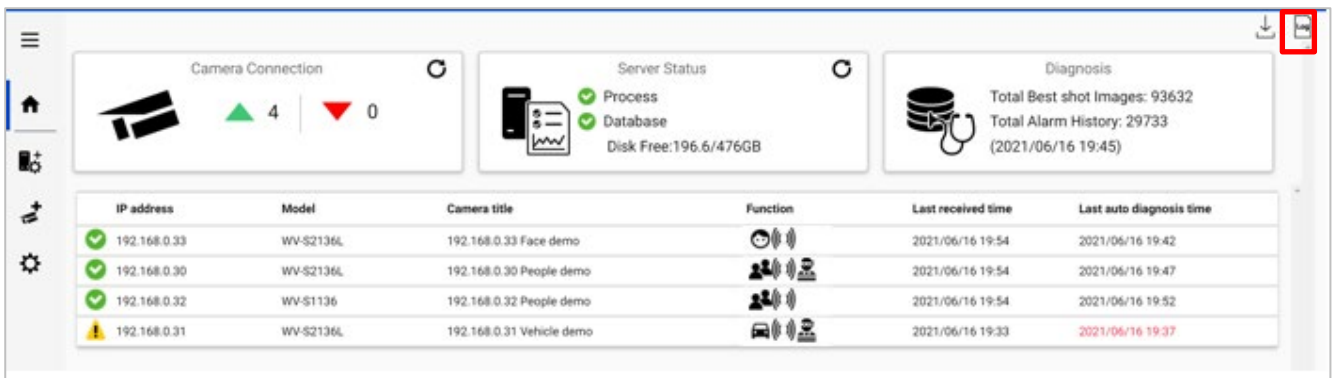 Log
Camera Connection
4
0
Server Status
Process
Database
Disk Free:196.6/476GB
Diagnosis
Total Best shot Images: 93632
Total Alarm History: 29733
(2021/06/16 19:45)
IP address Model Camera title Function Last received time Last auto diagnosis time
192.168.0.33 WV-S2136L 192.168.0.33 Face demo 2021/06/16 19:54 2021/06/16 19:42
192.168.0.30 WV-S2136L 192.168.0.30 People demo 2021/06/16 19:54 2021/06/16 19:47
192.168.0.32 WV-S1136 192.168.0.32 People demo 2021/06/16 19:54 2021/06/16 19:52
192.168.0.31 WV-S2136L 192.168.0.31 Vehicle demo 2021/06/16 19:33 2021/06/16 19:37